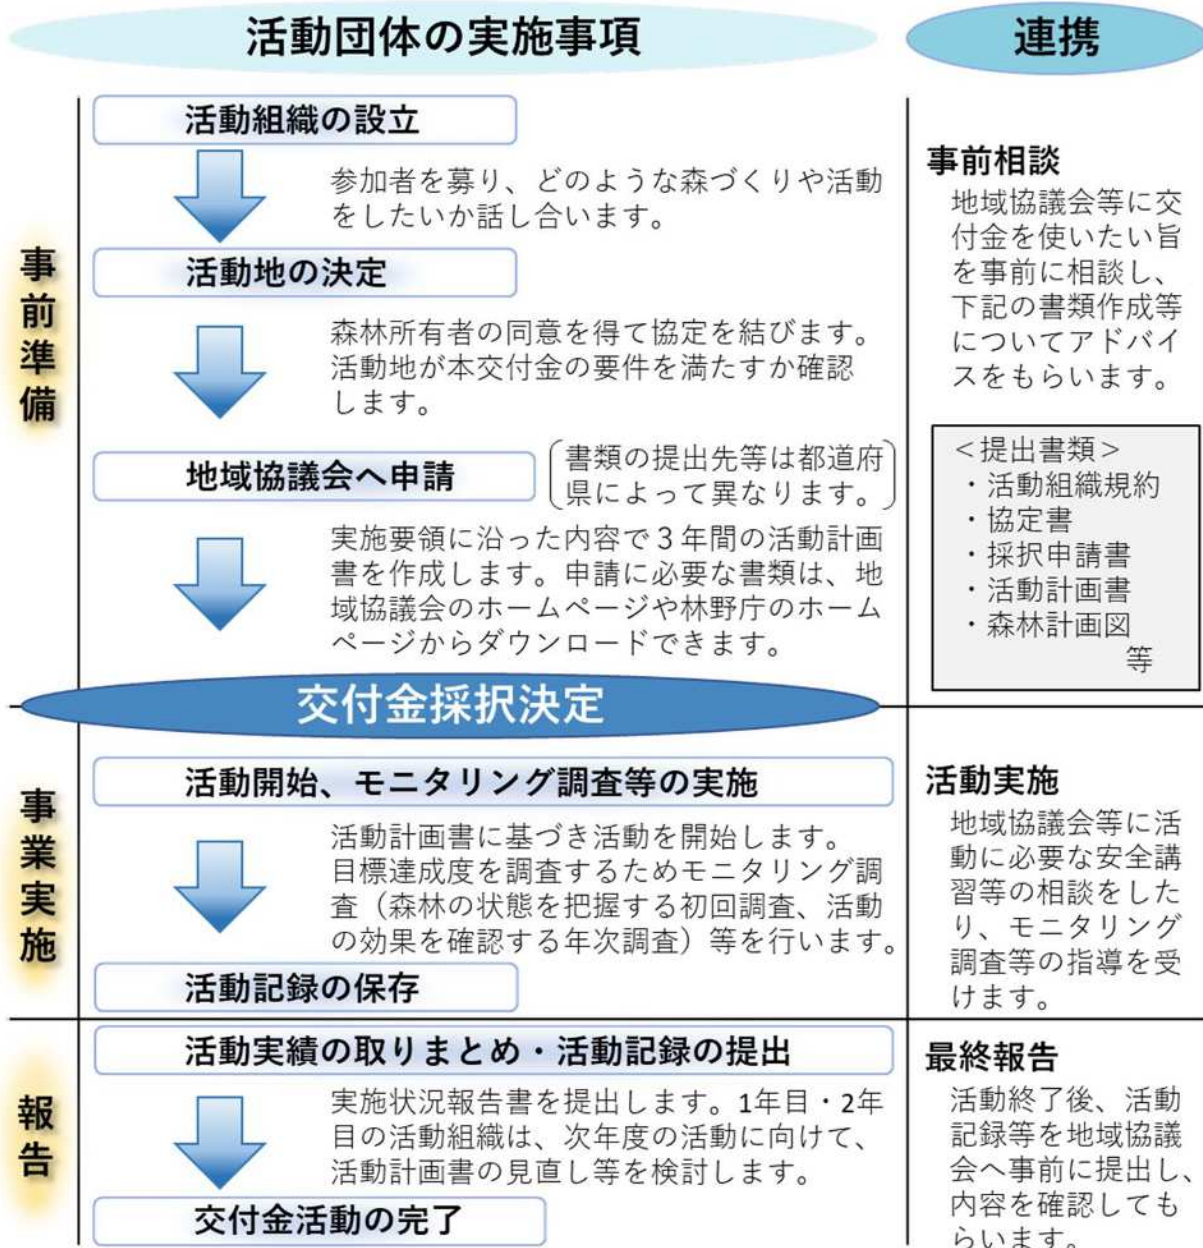 活動団体の実施事項
連携
事前準備
活動組織の設立
参加者を募り、どのような森づくりや活動
をしたいか話し合います。
活動地の決定
森林所有者の同意を得て協定を結びます。
活動地が本交付金の要件を満たすか確認
します。
地域協議会へ申請
書類の提出先等は都道府
県によって異なります。
実施要領に沿った内容で３年間の活動計画
書を作成します。申請に必要な書類は、地
域協議会のホームページや林野庁のホーム
ページからダウンロードできます。
事前相談
地域協議会等に交
付金を使いたい旨
を事前に相談し、
下記の書類作成等
についてアドバイ
スをもらいます。
＜提出書類＞
・活動組織規約
・協定書
・採択申請書
・活動計画書
・森林計画図
等
交付金採択決定
事業実施
活動開始、モニタリング調査等の実施
活動計画書に基づき活動を開始します。
目標達成度を調査するためモニタリング調
査（森林の状態を把握する初回調査、活動
の効果を確認する年次調査）等を行います。
活動記録の保存
活動実施
地域協議会等に活
動に必要な安全講
習等の相談をした
り、モニタリング
調査等の指導を受
けます。
報告
活動実績の取りまとめ・活動記録の提出
実施状況報告書を提出します。1年目・2年
目の活動組織は、次年度の活動に向けて、
活動計画書の見直し等を検討します。
交付金活動の完了
最終報告
活動終了後、活動
記録等を地域協議
会へ事前に提出し、
内容を確認しても
らいます。